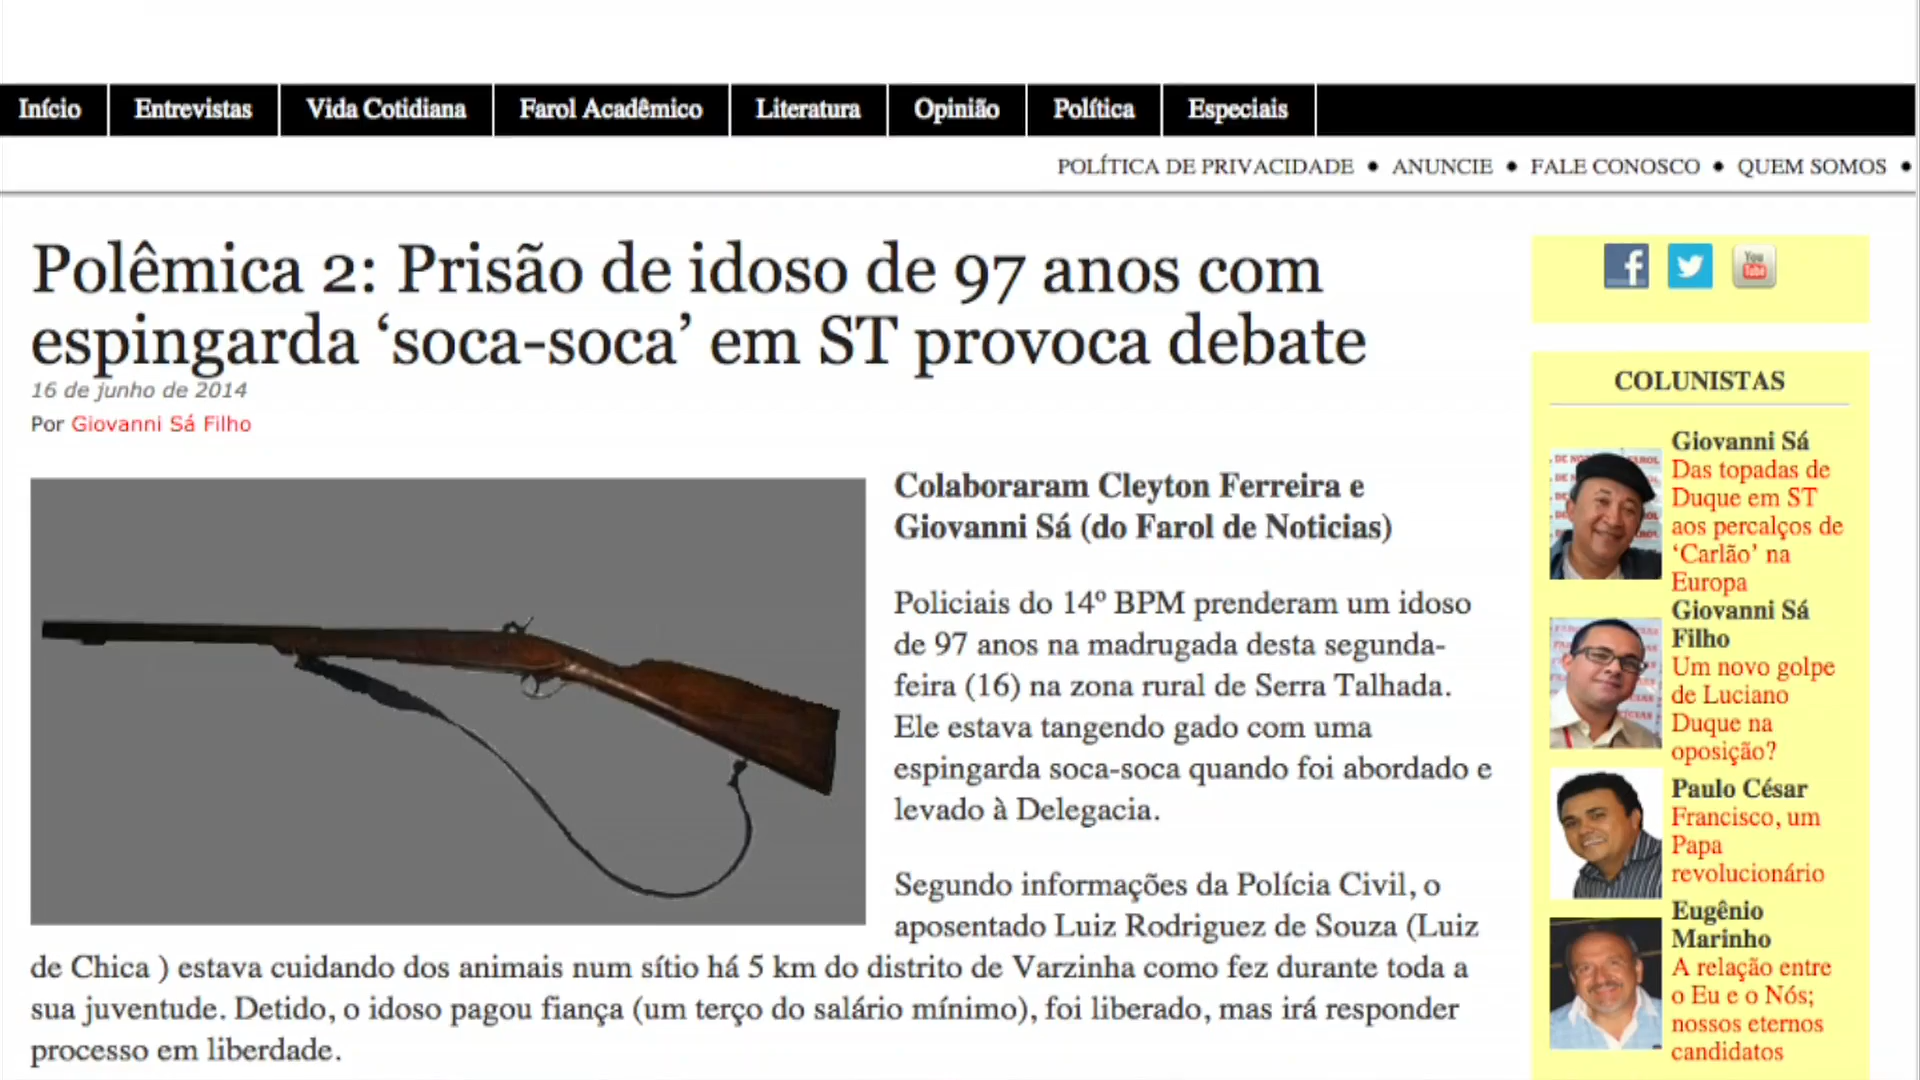 Início Entrevistas Vida Cotidiana Farol Acadêmico Literatura Opinião Política Especiais
POLÍTICA DE PRIVACIDADE • ANUNCIE • FALE CONOSCO • QUEM SOMOS •
Polêmica 2: Prisão de idoso de 97 anos com
espingarda ‘soca-soca’ em ST provoca debate
16 de junho de 2014
Por Giovanni Sá Filho
Colaboraram Cleyton Ferreira e
Giovanni Sá (do Farol de Noticias)
Policiais do 14º BPM prenderam um idoso
de 97 anos na madrugada desta segunda-
feira (16) na zona rural de Serra Talhada.
Ele estava tangendo gado com uma
espingarda soca-soca quando foi abordado e
levado à Delegacia.
Segundo informações da Polícia Civil, o
aposentado Luiz Rodriguez de Souza (Luiz
de Chica ) estava cuidando dos animais num sítio há 5 km do distrito de Varzinha como fez durante toda a
sua juventude. Detido, o idoso pagou fiança (um terço do salário mínimo), foi liberado, mas irá responder
processo em liberdade.
You
Tube
COLUNISTAS
Giovanni Sá
Das topadas de
Duque em ST
aos percalços de
‘Carlão’ na
Europa
Giovanni Sá
Filho
Um novo golpe
de Luciano
Duque na
oposição?
Paulo César
Francisco, um
Papa
revolucionário
Eugênio
Marinho
A relação entre
o Eu e o Nós;
nossos eternos
candidatos